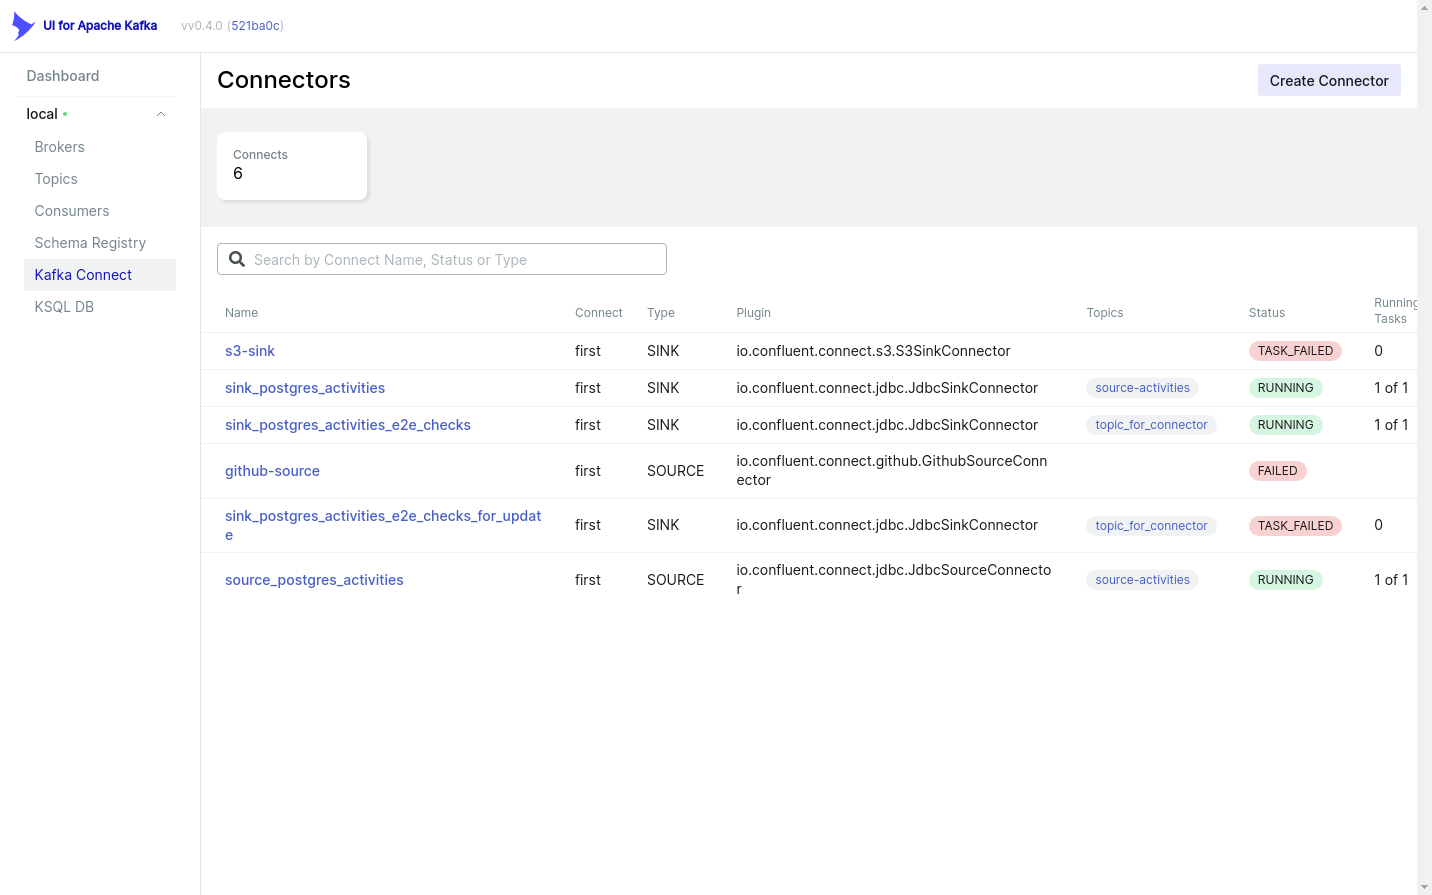 UI for Apache Kafka vv0.4.0 (521ba0c)
Dashboard
local
Brokers
Topics
Consumers
Schema Registry
Kafka Connect
KSQL DB
Connectors
Create Connector
Connects
6
Search by Connect Name, Status or Type
Name Connect Type Plugin Topics Status Running
Tasks
s3-sink first SINK io.confluent.connect.s3.S3SinkConnector TASK_FAILED 0
sink_postgres_activities first SINK io.confluent.connect.jdbc.JdbcSinkConnector source-activities RUNNING 1 of 1
sink_postgres_activities_e2e_checks first SINK io.confluent.connect.jdbc.JdbcSinkConnector topic_for_connector RUNNING 1 of 1
github-source first SOURCE io.confluent.connect.github.GithubSourceConn
ector FAILED
sink_postgres_activities_e2e_checks_for_updat
e first SINK io.confluent.connect.jdbc.JdbcSinkConnector topic_for_connector TASK_FAILED 0
source_postgres_activities first SOURCE io.confluent.connect.jdbc.JdbcSourceConnecto
r source-activities RUNNING 1 of 1